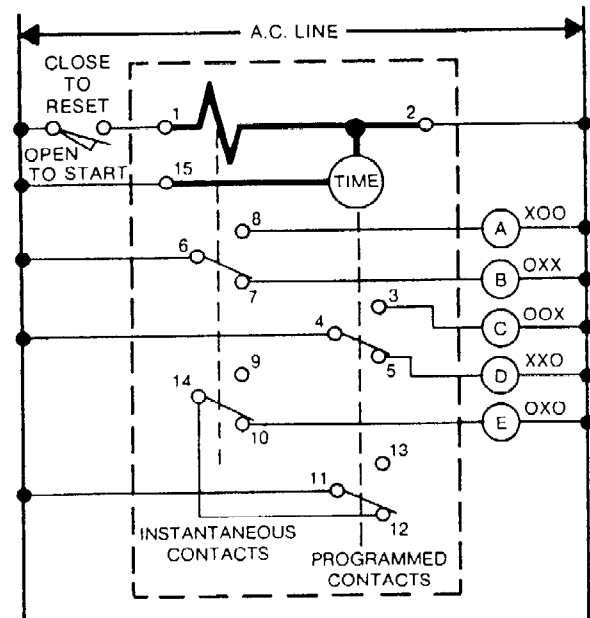 A.C. LINE
CLOSE
TO
RESET
1
2
OPEN
TO START
15
TIME
8
A XOO
6
B OXX
7
3
C OOX
4
5
D XXO
9
14
E OXO
10
13
11
12
INSTANTANEOUS
CONTACTS
PROGRAMMED
CONTACTS